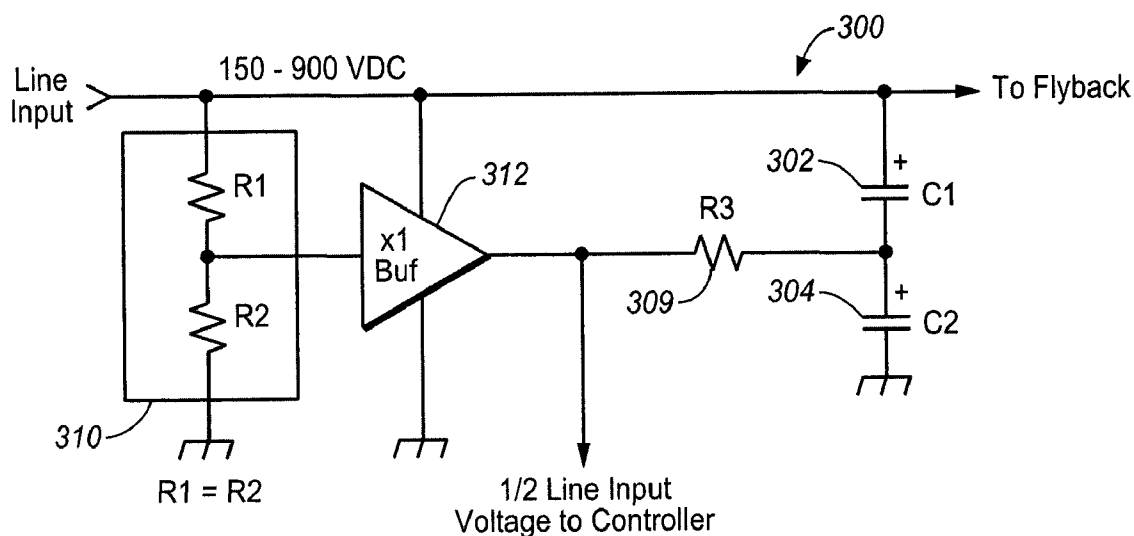 300
150 - 900 VDC
Line
Input
To Flyback
302
+
C1
R1
312
x1
Buf
R3
309
R2
304
+
C2
310
R1 = R2
1/2 Line Input
Voltage to Controller